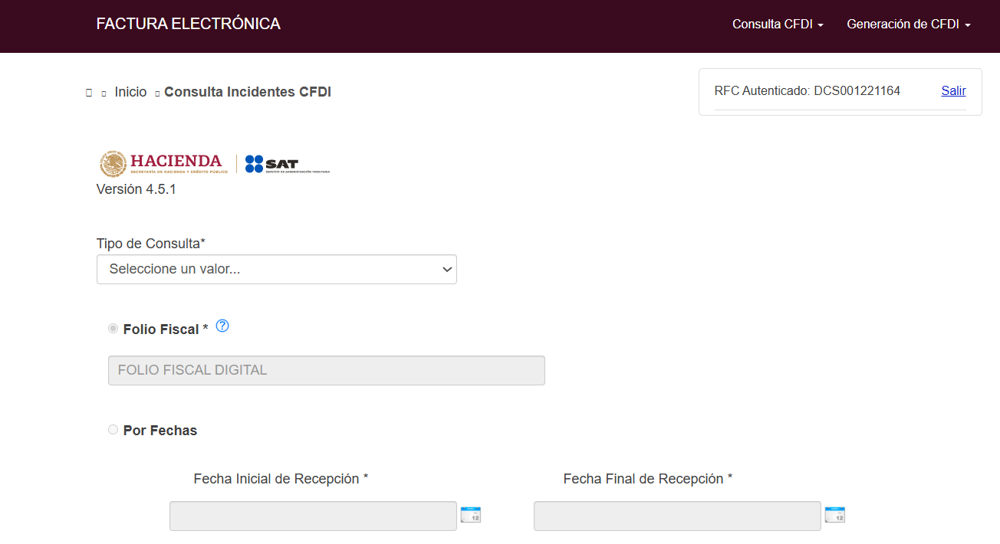 FACTURA ELECTRÓNICA
Consulta CFDI
Generación de CFDI
Inicio
Consulta Incidentes CFDI
RFC Autenticado: DCS001221164
Salir
HACIENDA
SECRETARÍA DE HACIENDA Y CRÉDITO PÚBLICO
SAT
SERVICIO DE ADMINISTRACIÓN TRIBUTARIA
Versión 4.5.1
Tipo de Consulta*
Seleccione un valor...
Folio Fiscal * ?
FOLIO FISCAL DIGITAL
Por Fechas
Fecha Inicial de Recepción *
Fecha Final de Recepción *
12
12